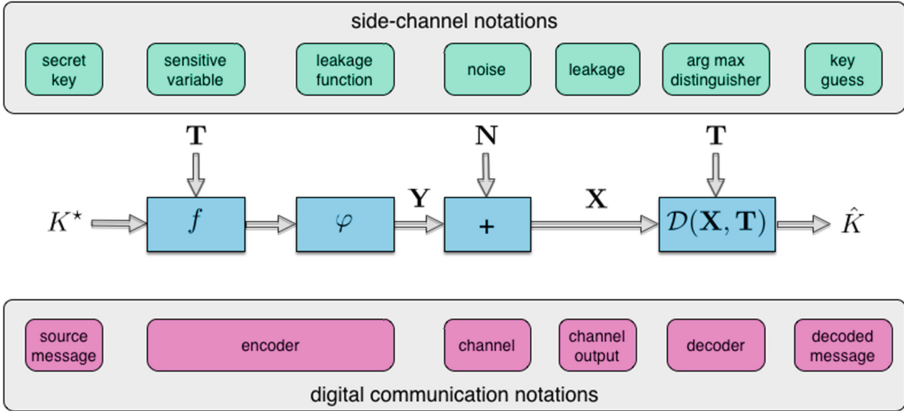 side-channel notations
secret
key
sensitive
variable
leakage
function
noise
leakage
arg max
distinguisher
key
guess
T
N
T
K⋆
f
φ
Y
+
X
𝒟(X, T)
K̂
source
message
encoder
channel
channel
output
decoder
decoded
message
digital communication notations